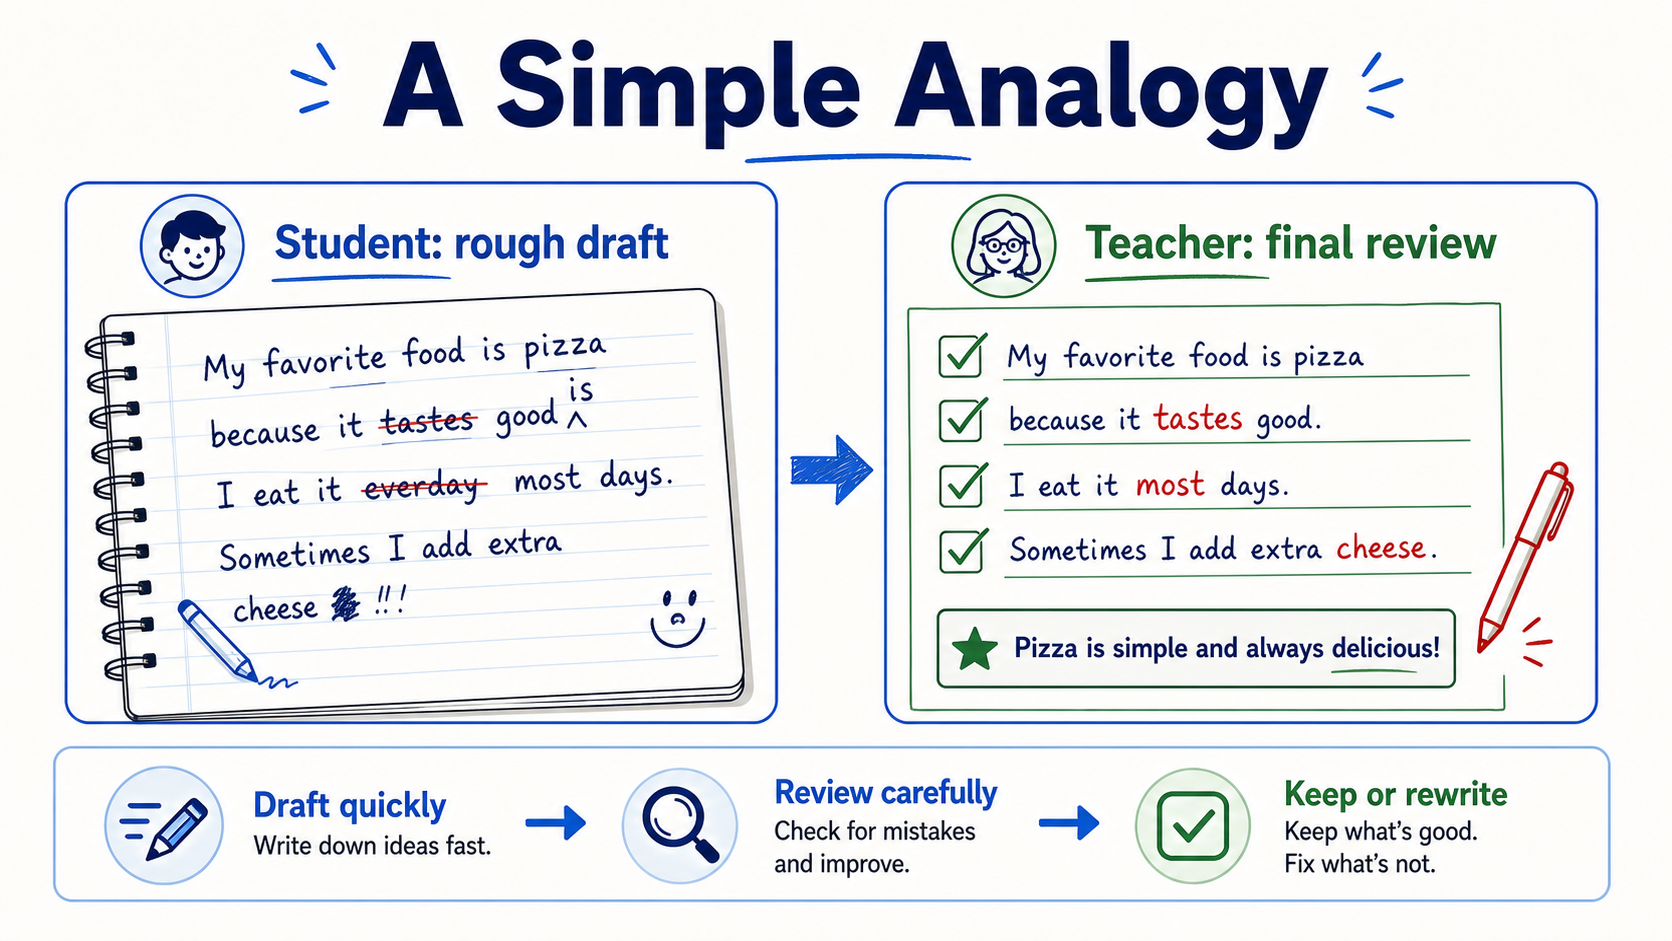 A Simple Analogy
Student: rough draft
My favorite food is pizza
is
because it tastes good ^
I eat it everday most days.
Sometimes I add extra
cheese !!!
Teacher: final review
My favorite food is pizza
because it tastes good.
I eat it most days.
Sometimes I add extra cheese.
Pizza is simple and always delicious!
Draft quickly
Write down ideas fast.
Review carefully
Check for mistakes
and improve.
Keep or rewrite
Keep what's good.
Fix what's not.